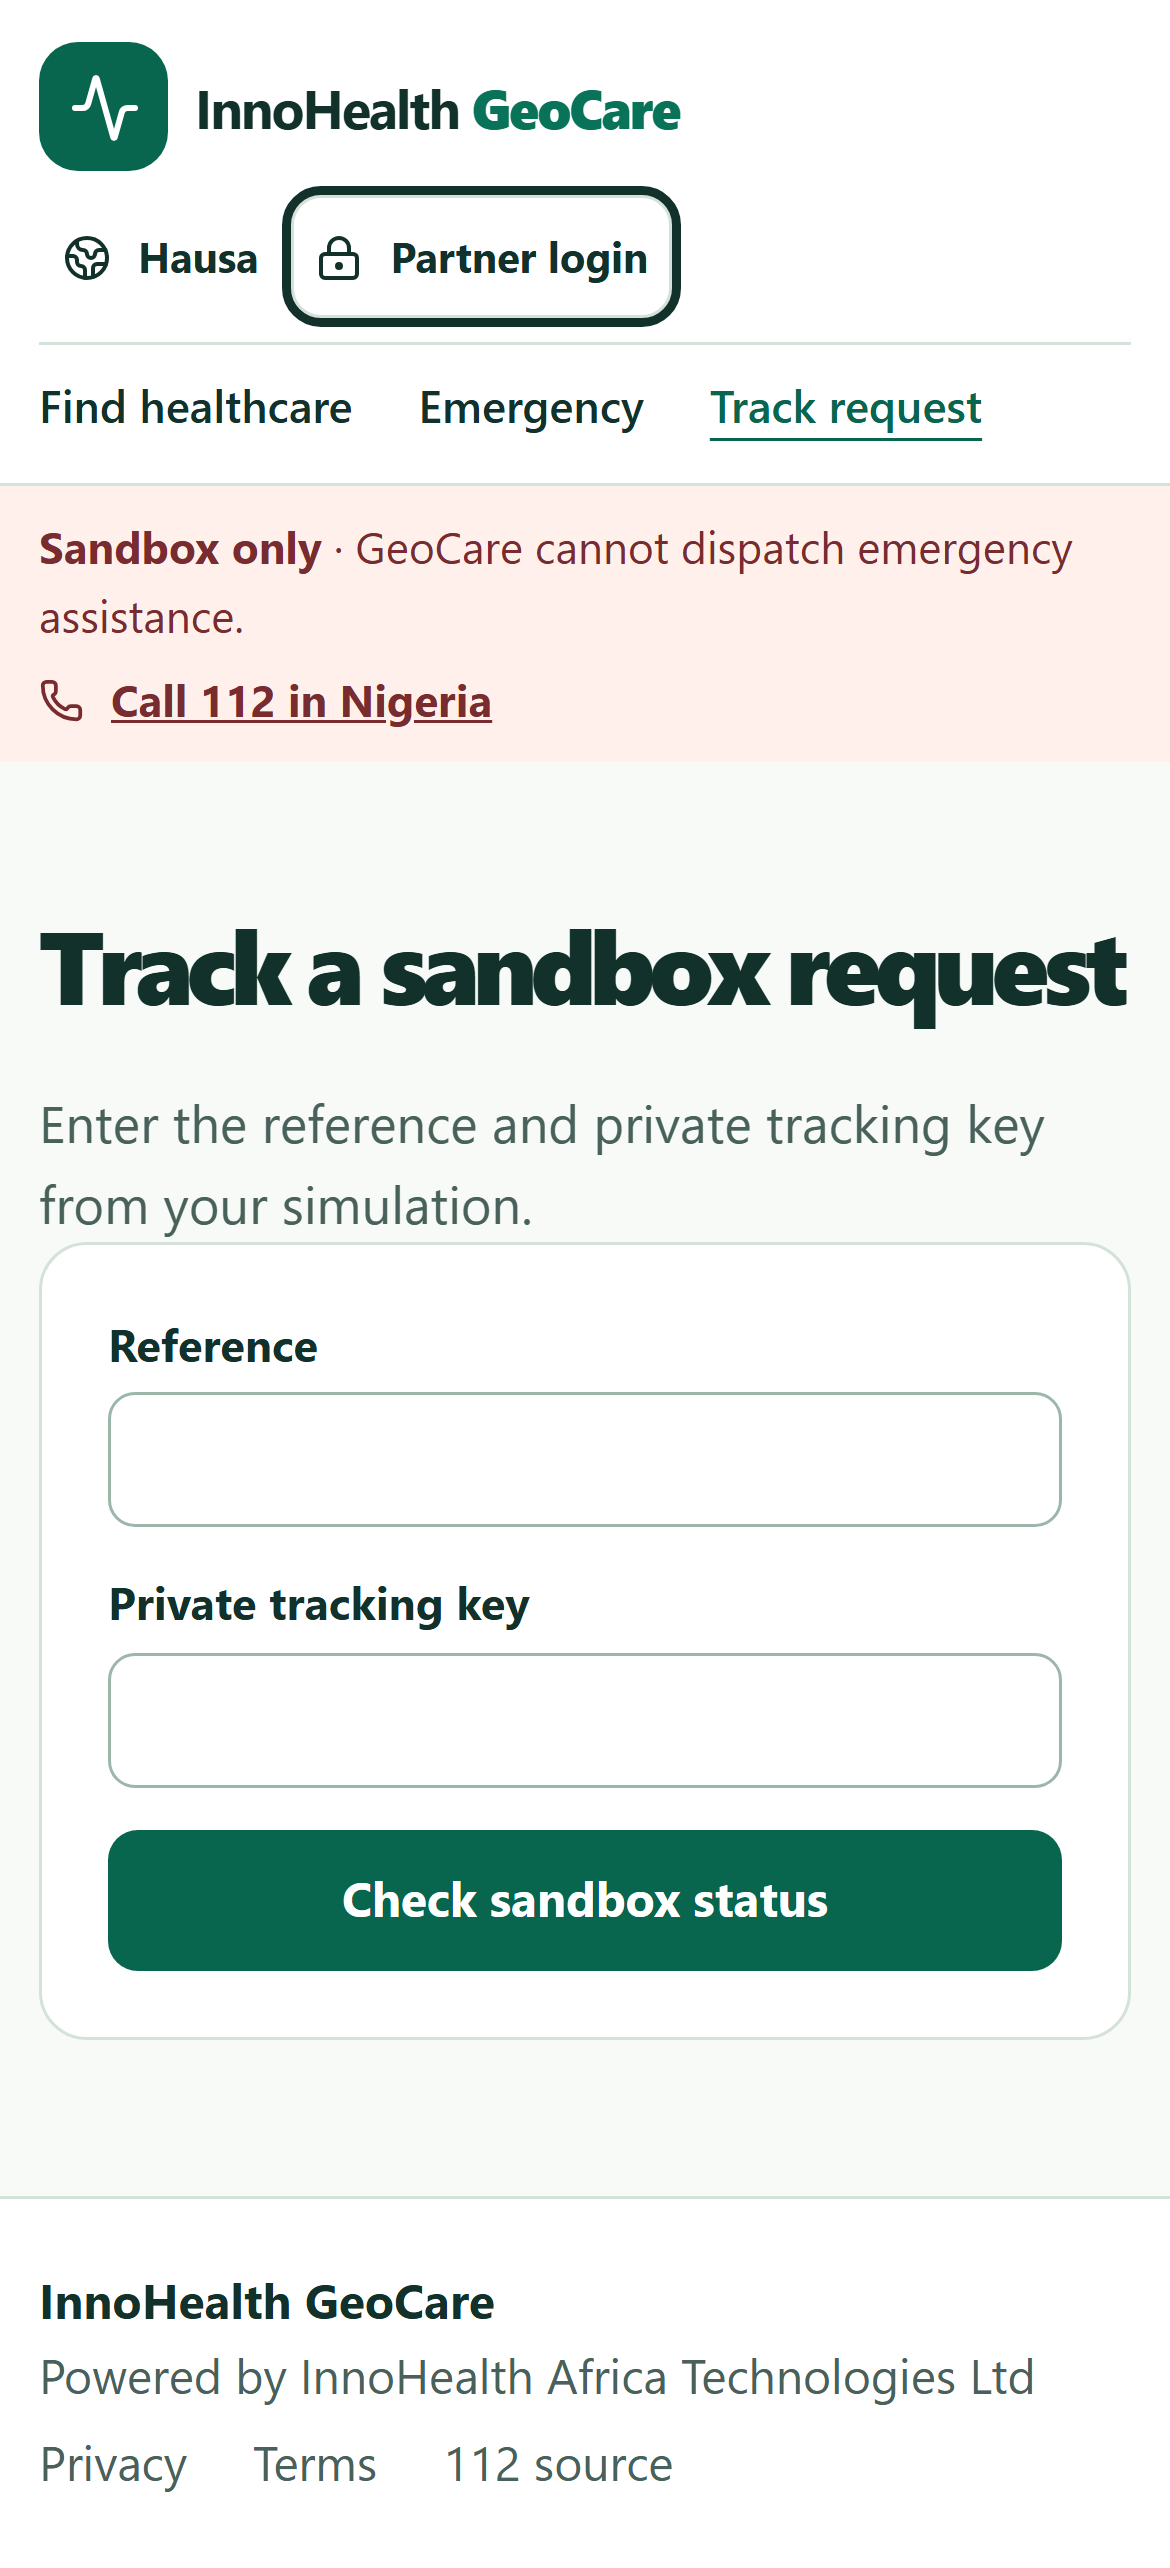 InnoHealth GeoCare
Hausa
Partner login
Find healthcare Emergency Track request
Sandbox only · GeoCare cannot dispatch emergency
assistance.
Call 112 in Nigeria
Track a sandbox request
Enter the reference and private tracking key
from your simulation.
Reference
Private tracking key
Check sandbox status
InnoHealth GeoCare
Powered by InnoHealth Africa Technologies Ltd
Privacy Terms 112 source